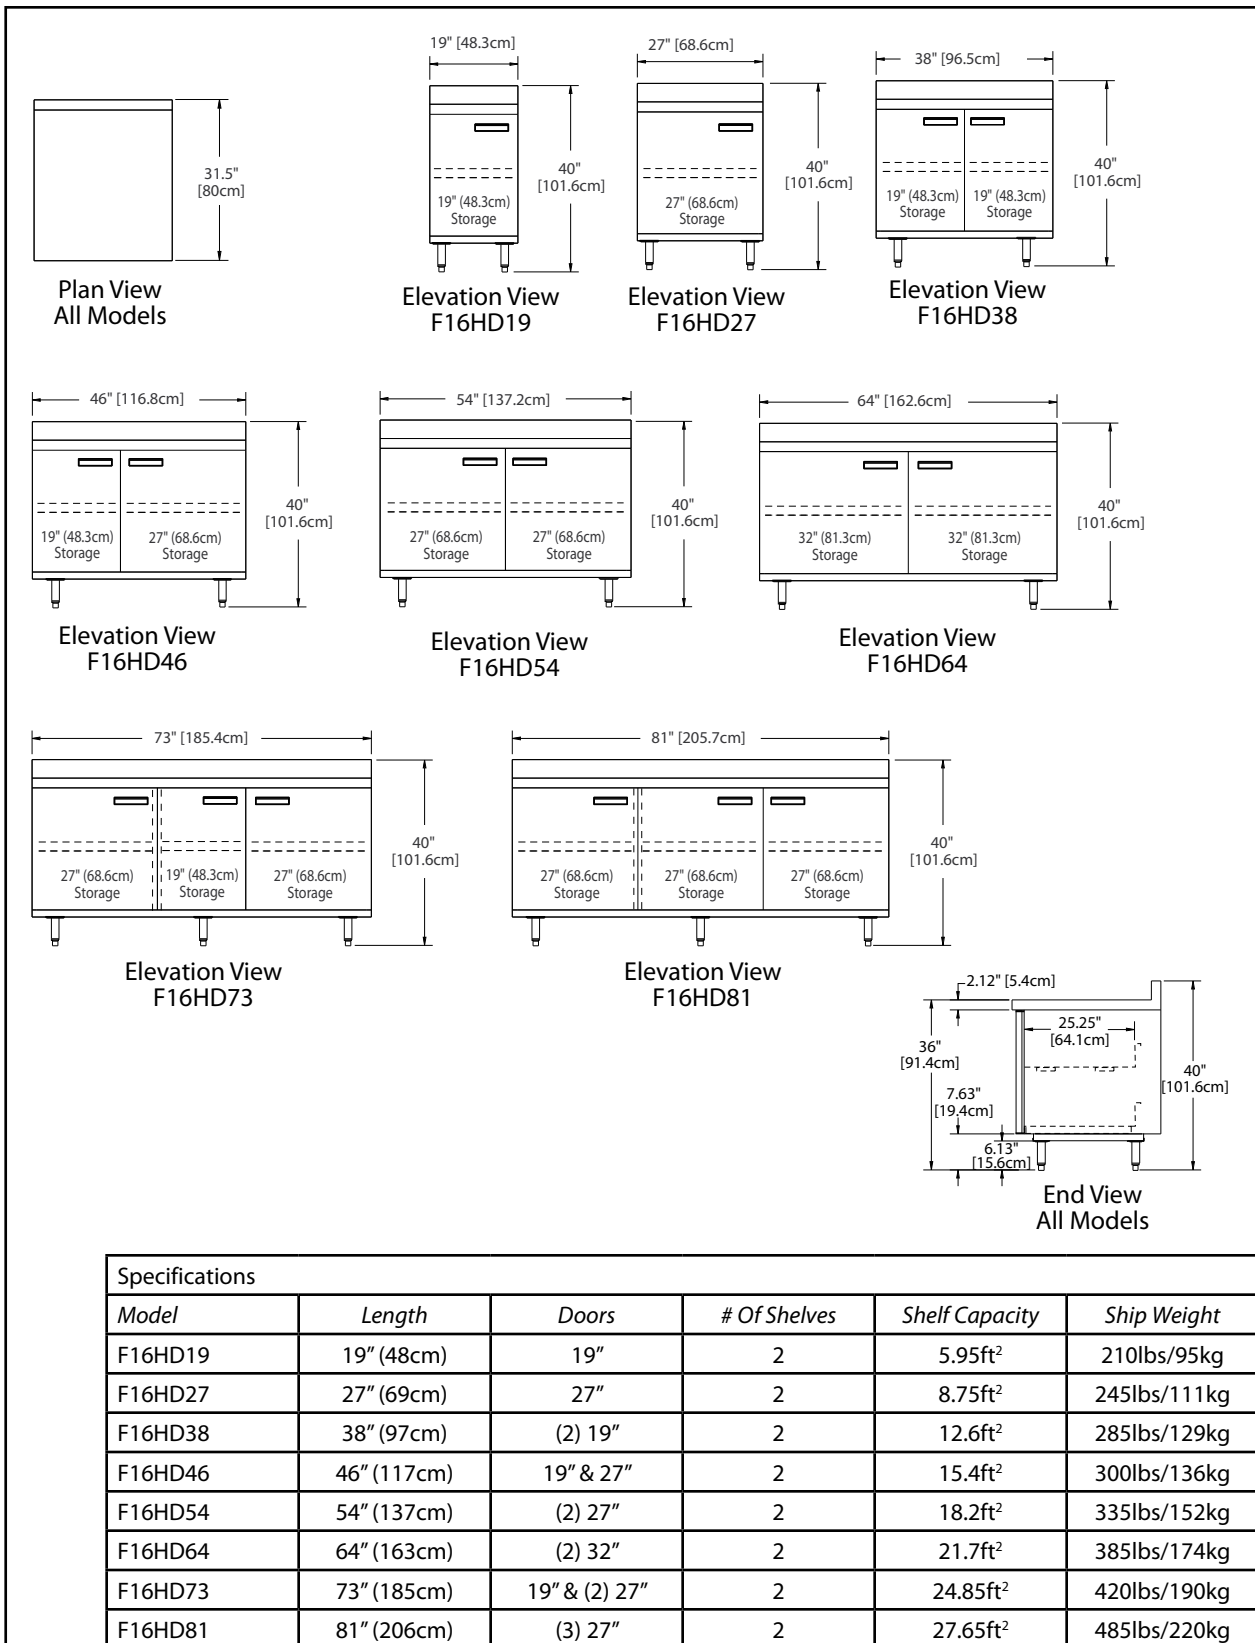 19" [48.3cm]
27" [68.6cm]
38" [96.5cm]
31.5"
[80cm]
40"
[101.6cm]
40"
[101.6cm]
40"
[101.6cm]
19" (48.3cm)
Storage
27" (68.6cm)
Storage
19" (48.3cm)
Storage
19" (48.3cm)
Storage
Plan View
All Models
Elevation View
F16HD19
Elevation View
F16HD27
Elevation View
F16HD38
46" [116.8cm]
54" [137.2cm]
64" [162.6cm]
40"
[101.6cm]
40"
[101.6cm]
40"
[101.6cm]
19" (48.3cm)
Storage
27" (68.6cm)
Storage
27" (68.6cm)
Storage
27" (68.6cm)
Storage
32" (81.3cm)
Storage
32" (81.3cm)
Storage
Elevation View
F16HD46
Elevation View
F16HD54
Elevation View
F16HD64
73" [185.4cm]
81" [205.7cm]
40"
[101.6cm]
40"
[101.6cm]
27" (68.6cm)
Storage
19" (48.3cm)
Storage
27" (68.6cm)
Storage
27" (68.6cm)
Storage
27" (68.6cm)
Storage
27" (68.6cm)
Storage
Elevation View
F16HD73
Elevation View
F16HD81
2.12" [5.4cm]
25.25"
[64.1cm]
36"
[91.4cm]
40"
[101.6cm]
7.63"
[19.4cm]
6.13"
[15.6cm]
End View
All Models
Specifications
Model Length Doors # Of Shelves Shelf Capacity Ship Weight
F16HD19 19” (48cm) 19” 2 5.95ft² 210lbs/95kg
F16HD27 27” (69cm) 27” 2 8.75ft² 245lbs/111kg
F16HD38 38” (97cm) (2) 19” 2 12.6ft² 285lbs/129kg
F16HD46 46” (117cm) 19” & 27” 2 15.4ft² 300lbs/136kg
F16HD54 54” (137cm) (2) 27” 2 18.2ft² 335lbs/152kg
F16HD64 64” (163cm) (2) 32” 2 21.7ft² 385lbs/174kg
F16HD73 73” (185cm) 19” & (2) 27” 2 24.85ft² 420lbs/190kg
F16HD81 81” (206cm) (3) 27” 2 27.65ft² 485lbs/220kg